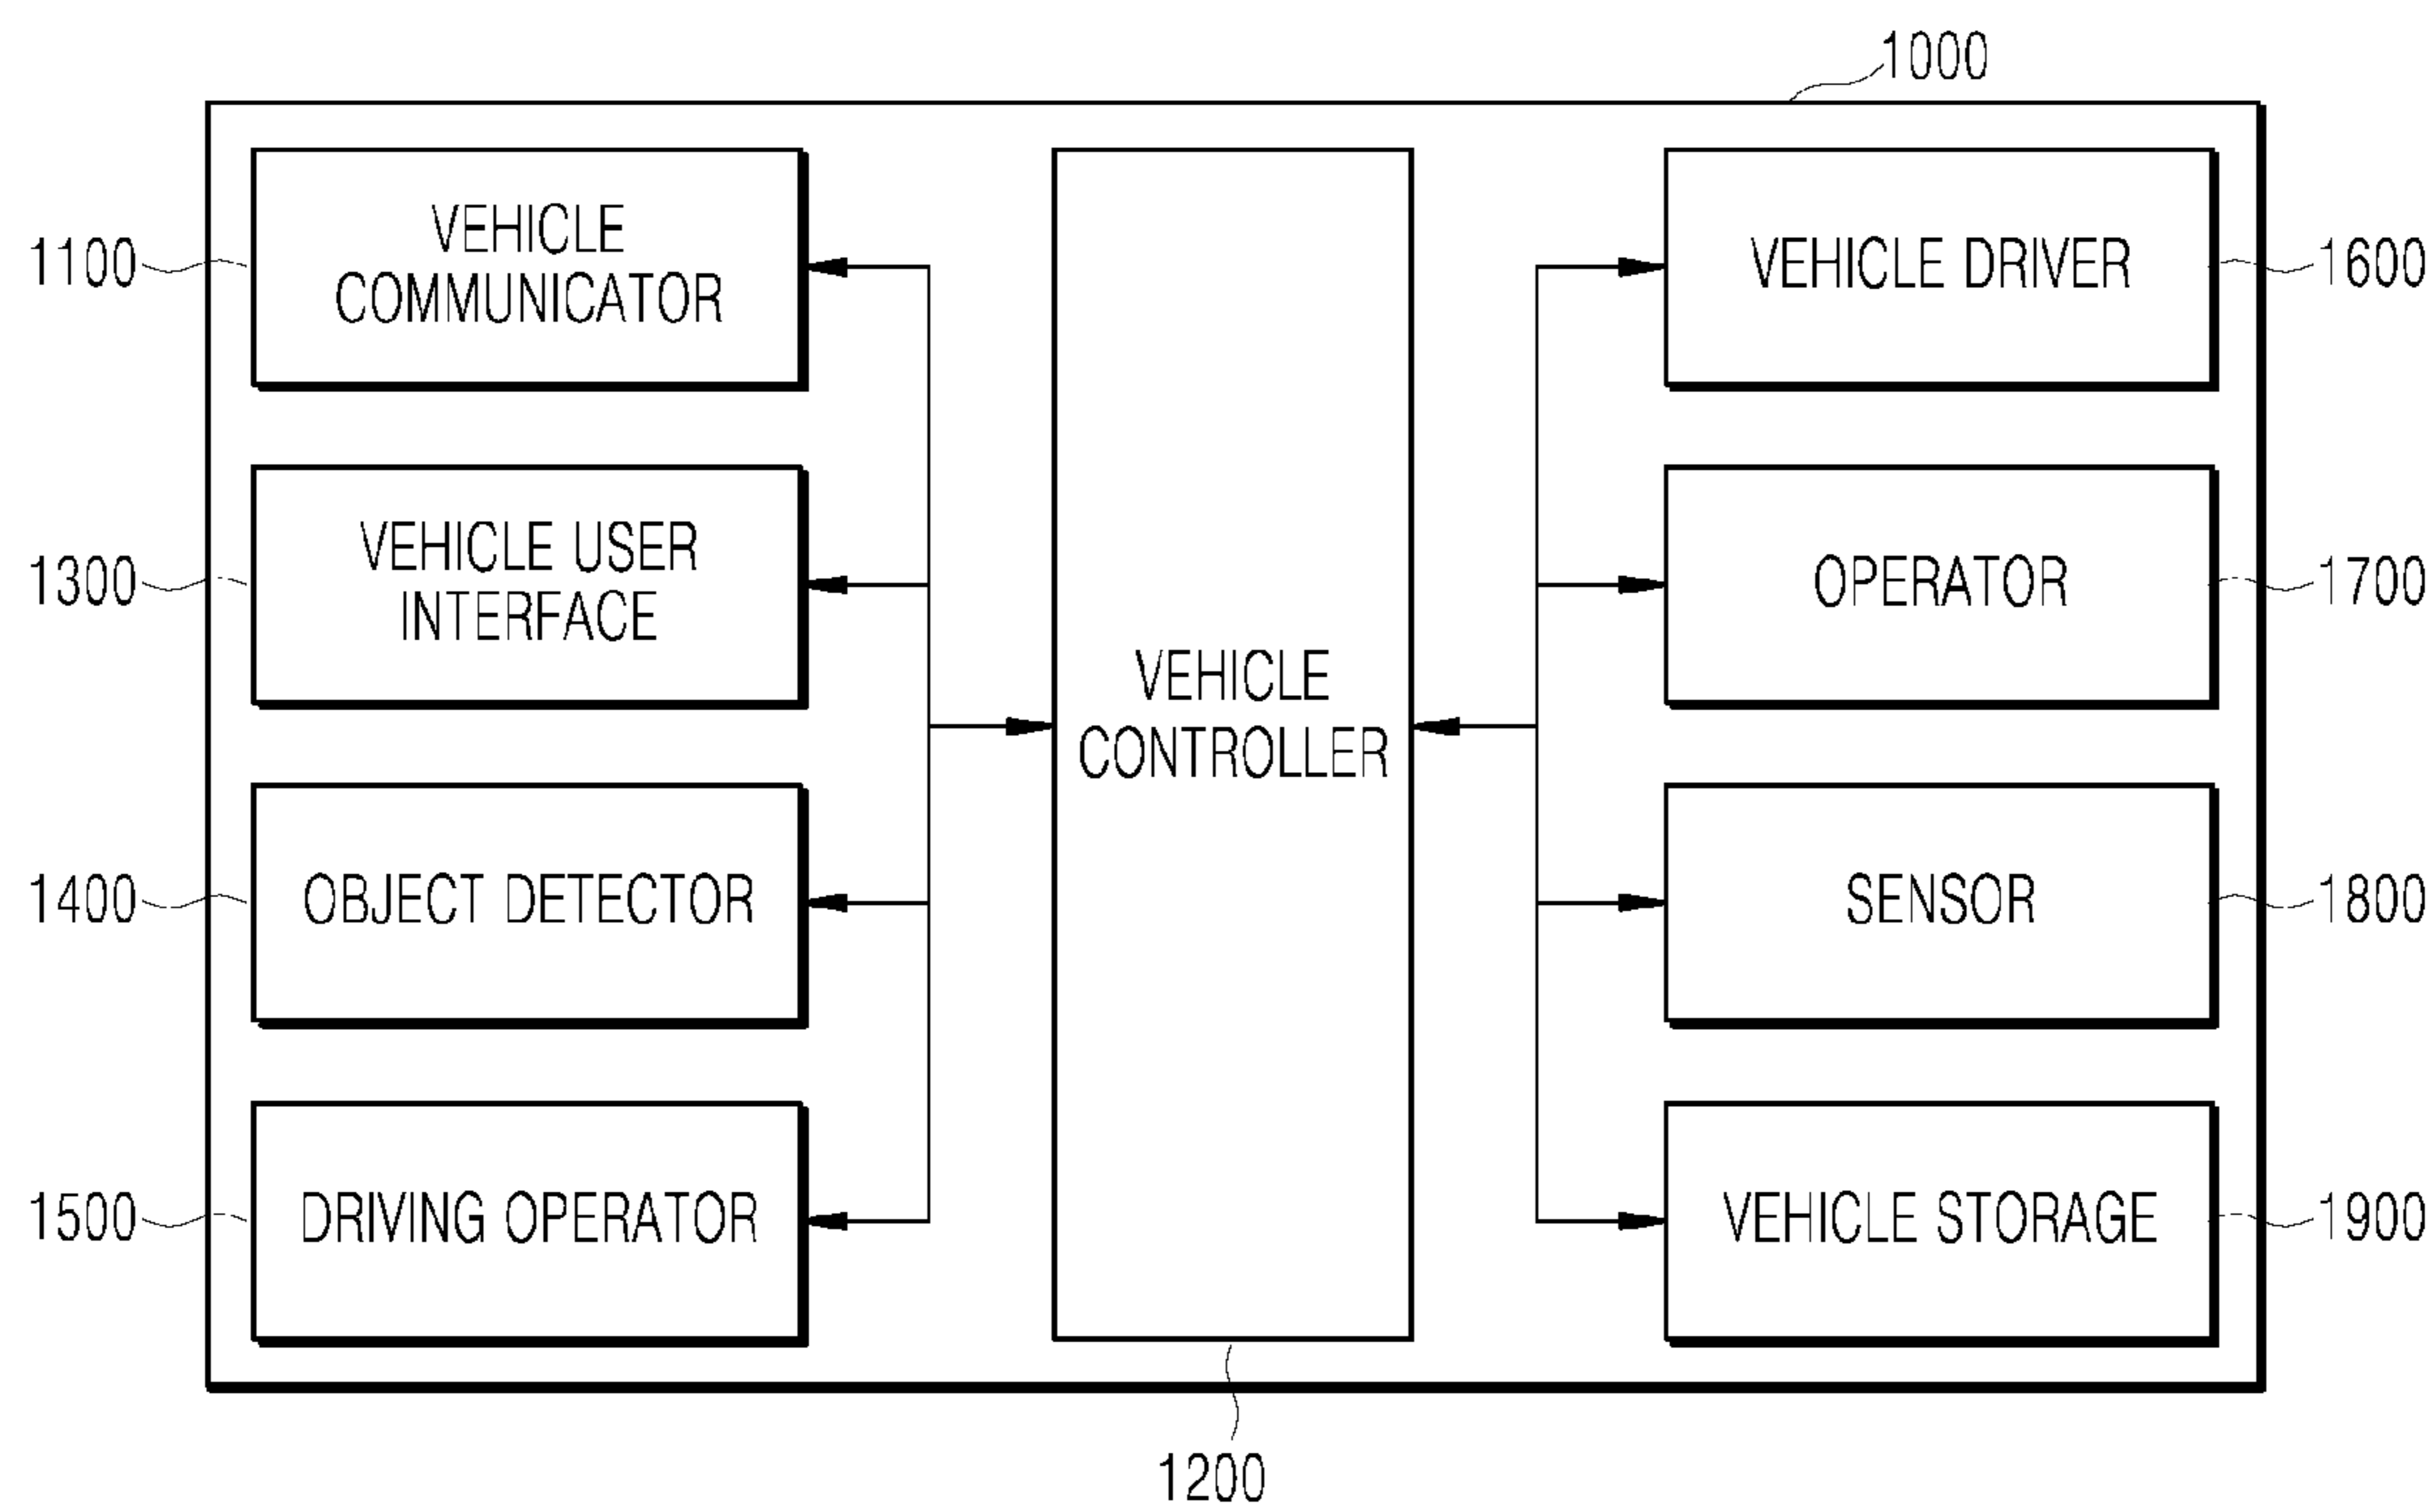 1000
1100
VEHICLE
COMMUNICATOR
1300
VEHICLE USER
INTERFACE
1400
OBJECT DETECTOR
1500
DRIVING OPERATOR
VEHICLE
CONTROLLER
1200
VEHICLE DRIVER
1600
OPERATOR
1700
SENSOR
1800
VEHICLE STORAGE
1900